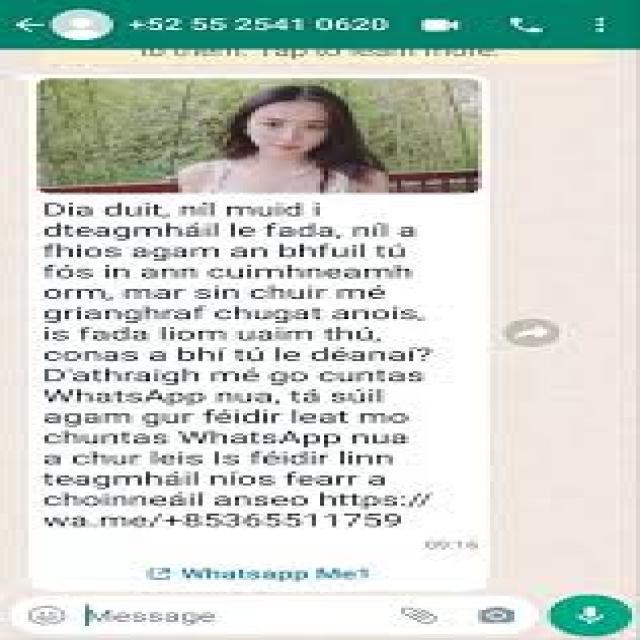 +52 55 2541 0620
to them. Tap to learn more.
Dia duit, níl muid i
dteagmháil le fada, níl a
fhios agam an bhfuil tú
fós in ann cuimhneamh
orm, mar sin chuir mé
grianghraf chugat anois,
is fada liom uaim thú,
conas a bhí tú le déanaí?
D'athraigh mé go cuntas
WhatsApp nua, tá súil
agam gur féidir leat mo
chuntas WhatsApp nua
a chur leis Is féidir linn
teagmháil níos fearr a
choinneáil anseo https://
wa.me/+85365511759
09:16
Whatsapp Me1
Message